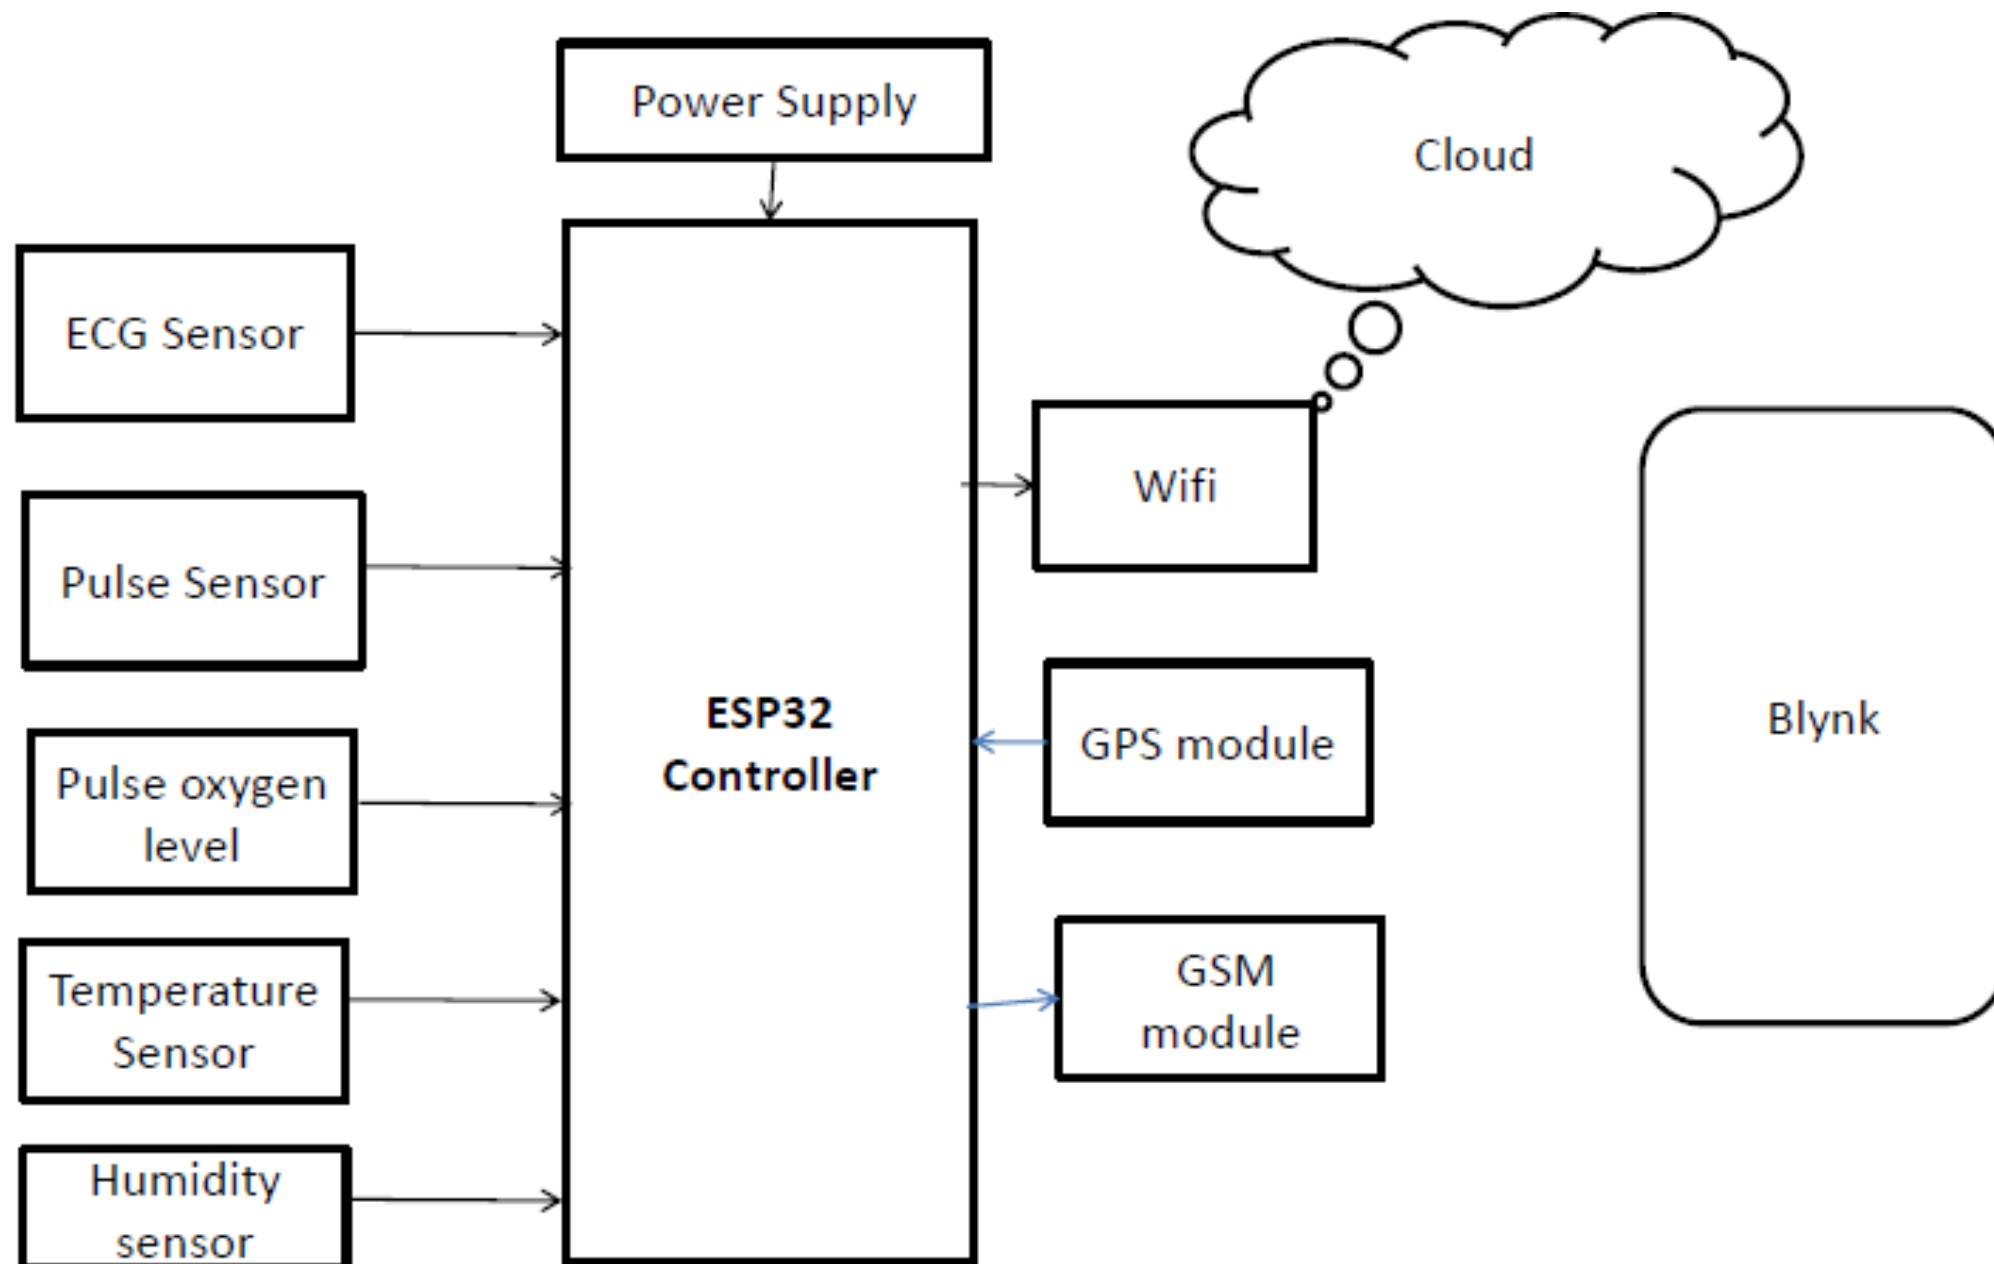 Power Supply
Cloud
ECG Sensor
Wifi
Pulse Sensor
ESP32
Controller
GPS module
Blynk
Pulse oxygen
level
GSM
module
Temperature
Sensor
Humidity
sensor